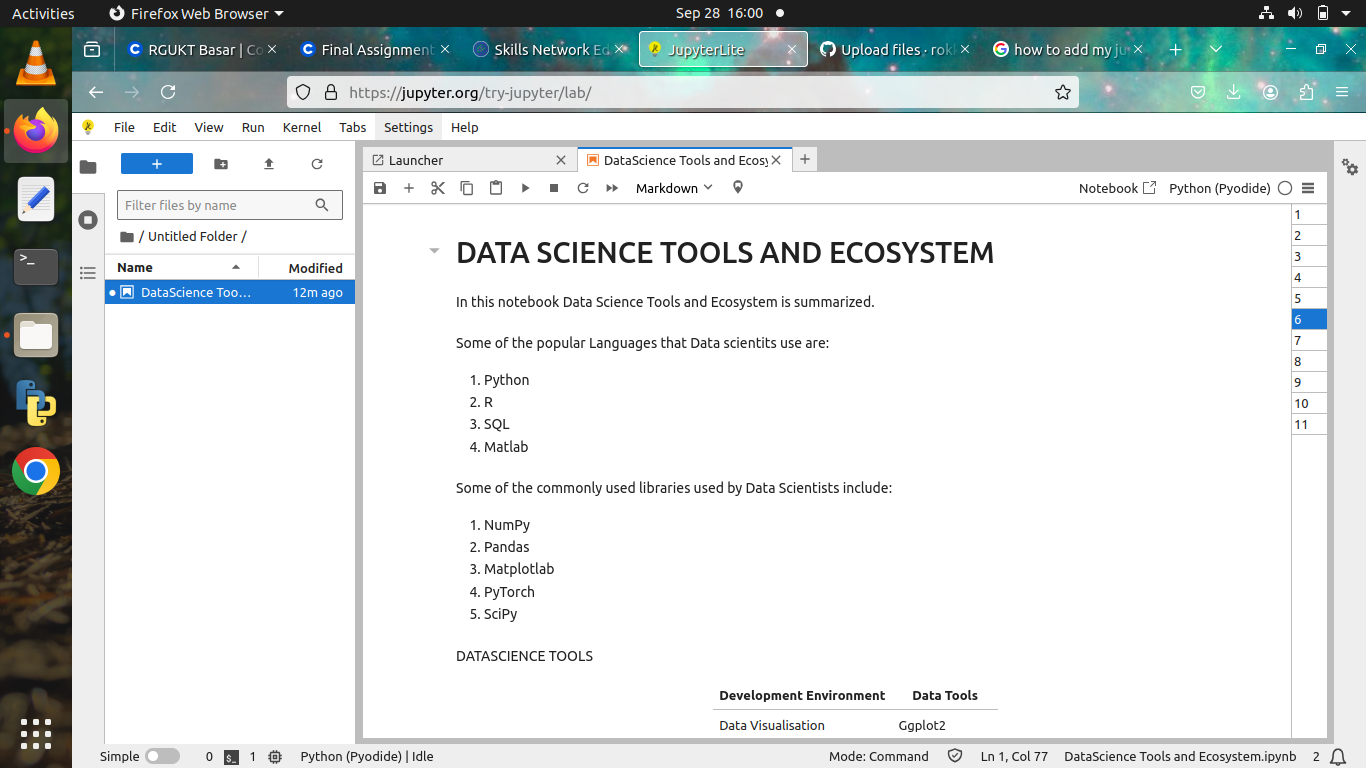 Activities Firefox Web Browser Sep 28 16:00
RGUKT Basar | Co Final Assignment Skills Network Ed JupyterLite Upload files · rokk how to add my ju
https://jupyter.org/try-jupyter/lab/
File Edit View Run Kernel Tabs Settings Help
Launcher DataScience Tools and Ecosy
Markdown Notebook Python (Pyodide)
Filter files by name
/ Untitled Folder /
Name Modified
DataScience Too... 12m ago
DATA SCIENCE TOOLS AND ECOSYSTEM
In this notebook Data Science Tools and Ecosystem is summarized.
Some of the popular Languages that Data scientits use are:
1. Python
2. R
3. SQL
4. Matlab
Some of the commonly used libraries used by Data Scientists include:
1. NumPy
2. Pandas
3. Matplotlab
4. PyTorch
5. SciPy
DATASCIENCE TOOLS
Development Environment Data Tools
Data Visualisation Ggplot2
1
2
3
4
5
6
7
8
9
10
11
Simple 0 1 Python (Pyodide) | Idle Mode: Command Ln 1, Col 77 DataScience Tools and Ecosystem.ipynb 2